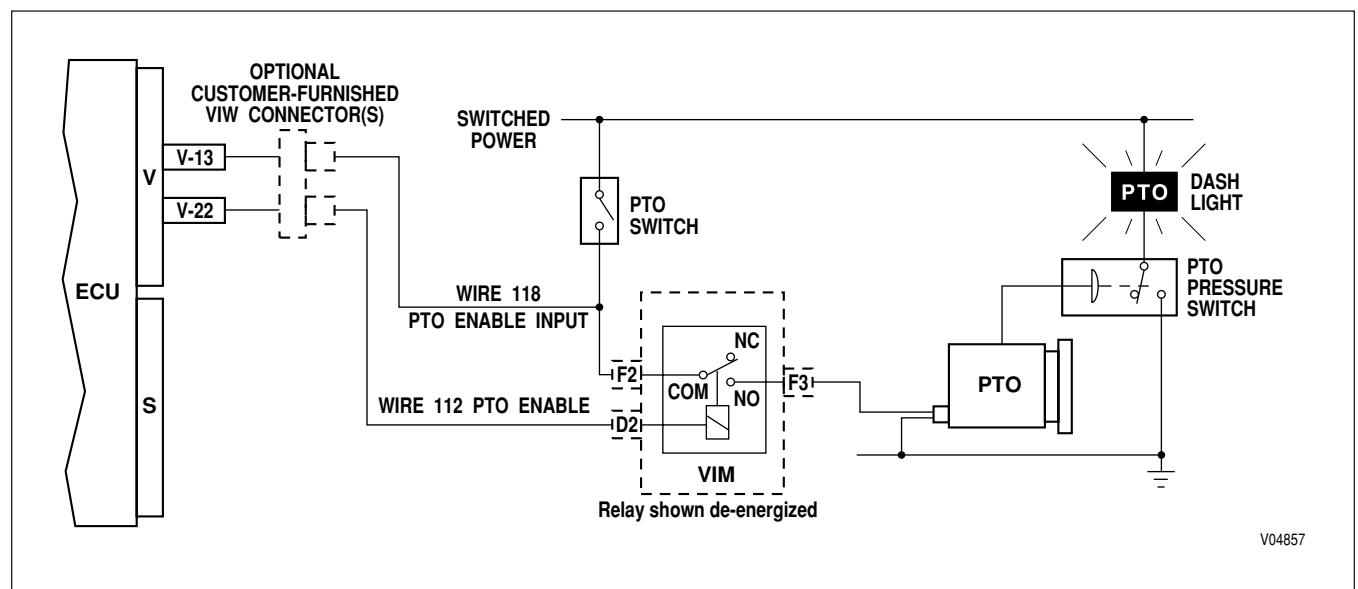 OPTIONAL
CUSTOMER-FURNISHED
VIW CONNECTOR(S)
SWITCHED
POWER
V-13
V
V-22
PTO
DASH
LIGHT
PTO
SWITCH
PTO
PRESSURE
SWITCH
ECU
WIRE 118
PTO ENABLE INPUT
NC
F2
COM
NO
F3
PTO
S
WIRE 112 PTO ENABLE
D2
VIM
Relay shown de-energized
V04857